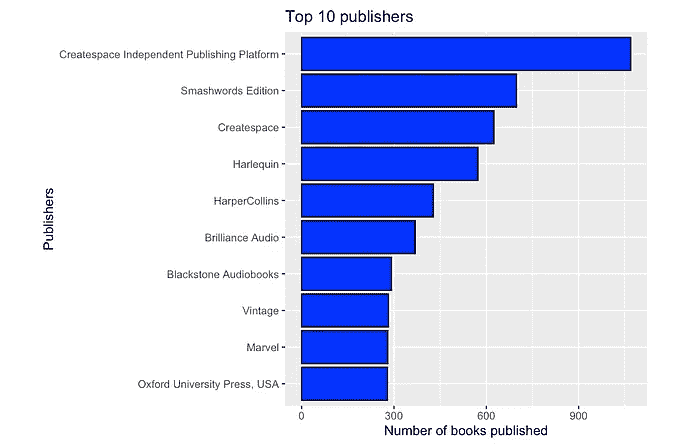 Top 10 publishers
Publishers
Createspace Independent Publishing Platform
Smashwords Edition
Createspace
Harlequin
HarperCollins
Brilliance Audio
Blackstone Audiobooks
Vintage
Marvel
Oxford University Press, USA
0 300 600 900
Number of books published